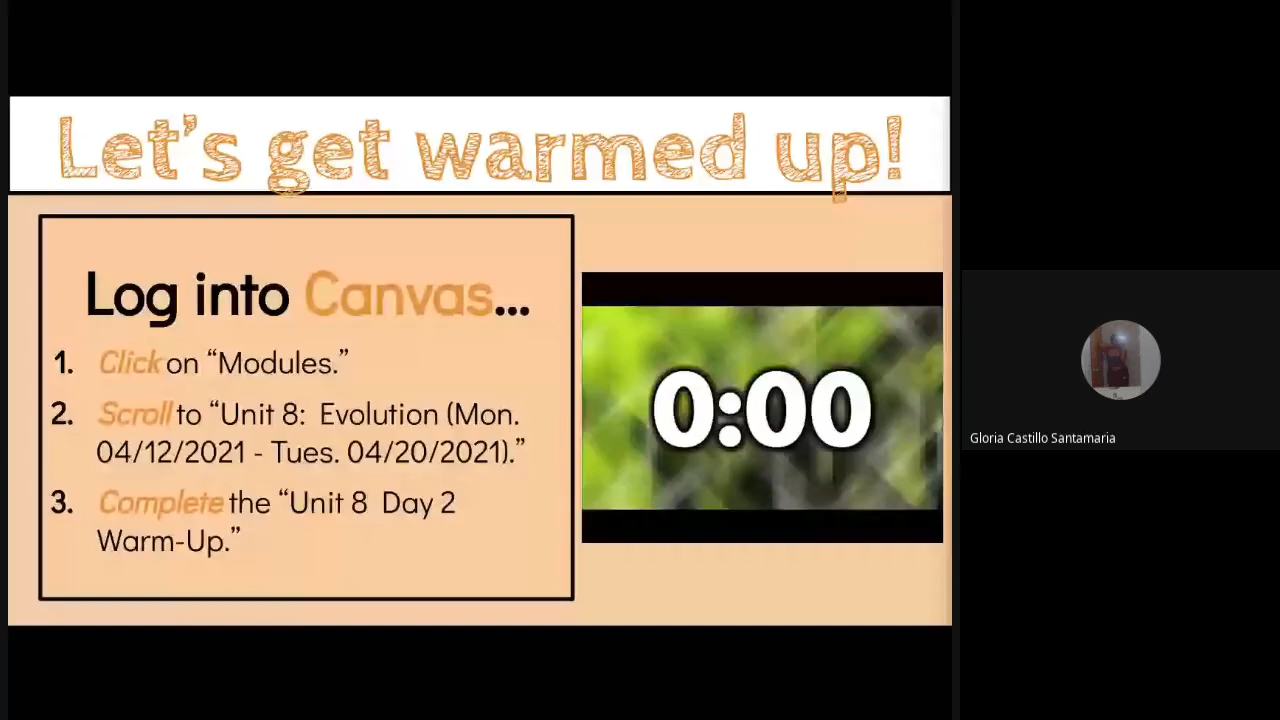 Let's get warmed up!
Log into Canvas...
1. Click on “Modules.”
2. Scroll to “Unit 8: Evolution (Mon.
04/12/2021 - Tues. 04/20/2021).”
3. Complete the “Unit 8 Day 2
Warm-Up.”
0:00
Gloria Castillo Santamaria